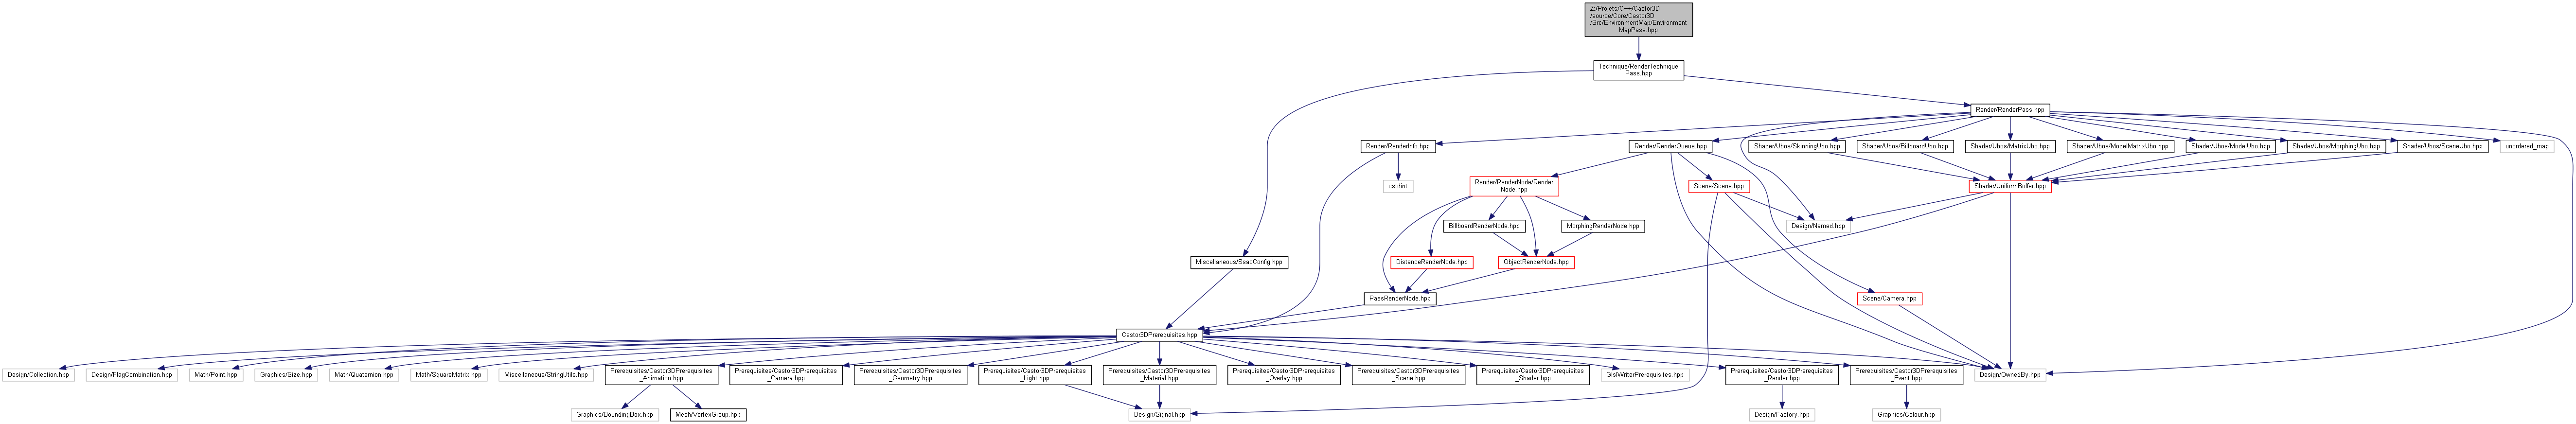 Z:/Projets/C++/Castor3D
/source/Core/Castor3D
/Src/EnvironmentMap/Environment
MapPass.hpp
Technique/RenderTechnique
Pass.hpp
Render/RenderPass.hpp
Render/RenderInfo.hpp
Render/RenderQueue.hpp
Shader/Ubos/SkinningUbo.hpp
Shader/Ubos/BillboardUbo.hpp
Shader/Ubos/MatrixUbo.hpp
Shader/Ubos/ModelMatrixUbo.hpp
Shader/Ubos/ModelUbo.hpp
Shader/Ubos/MorphingUbo.hpp
Shader/Ubos/SceneUbo.hpp
unordered_map
cstdint
Render/RenderNode/Render
Node.hpp
Scene/Scene.hpp
Shader/UniformBuffer.hpp
BillboardRenderNode.hpp
MorphingRenderNode.hpp
Design/Named.hpp
Miscellaneous/SsaoConfig.hpp
DistanceRenderNode.hpp
ObjectRenderNode.hpp
PassRenderNode.hpp
Scene/Camera.hpp
Castor3DPrerequisites.hpp
Design/Collection.hpp
Design/FlagCombination.hpp
Math/Point.hpp
Graphics/Size.hpp
Math/Quaternion.hpp
Math/SquareMatrix.hpp
Miscellaneous/StringUtils.hpp
Prerequisites/Castor3DPrerequisites
_Animation.hpp
Prerequisites/Castor3DPrerequisites
_Camera.hpp
Prerequisites/Castor3DPrerequisites
_Geometry.hpp
Prerequisites/Castor3DPrerequisites
_Light.hpp
Prerequisites/Castor3DPrerequisites
_Material.hpp
Prerequisites/Castor3DPrerequisites
_Overlay.hpp
Prerequisites/Castor3DPrerequisites
_Scene.hpp
Prerequisites/Castor3DPrerequisites
_Shader.hpp
GlslWriterPrerequisites.hpp
Prerequisites/Castor3DPrerequisites
_Render.hpp
Prerequisites/Castor3DPrerequisites
_Event.hpp
Design/OwnedBy.hpp
Graphics/BoundingBox.hpp
Mesh/VertexGroup.hpp
Design/Signal.hpp
Design/Factory.hpp
Graphics/Colour.hpp